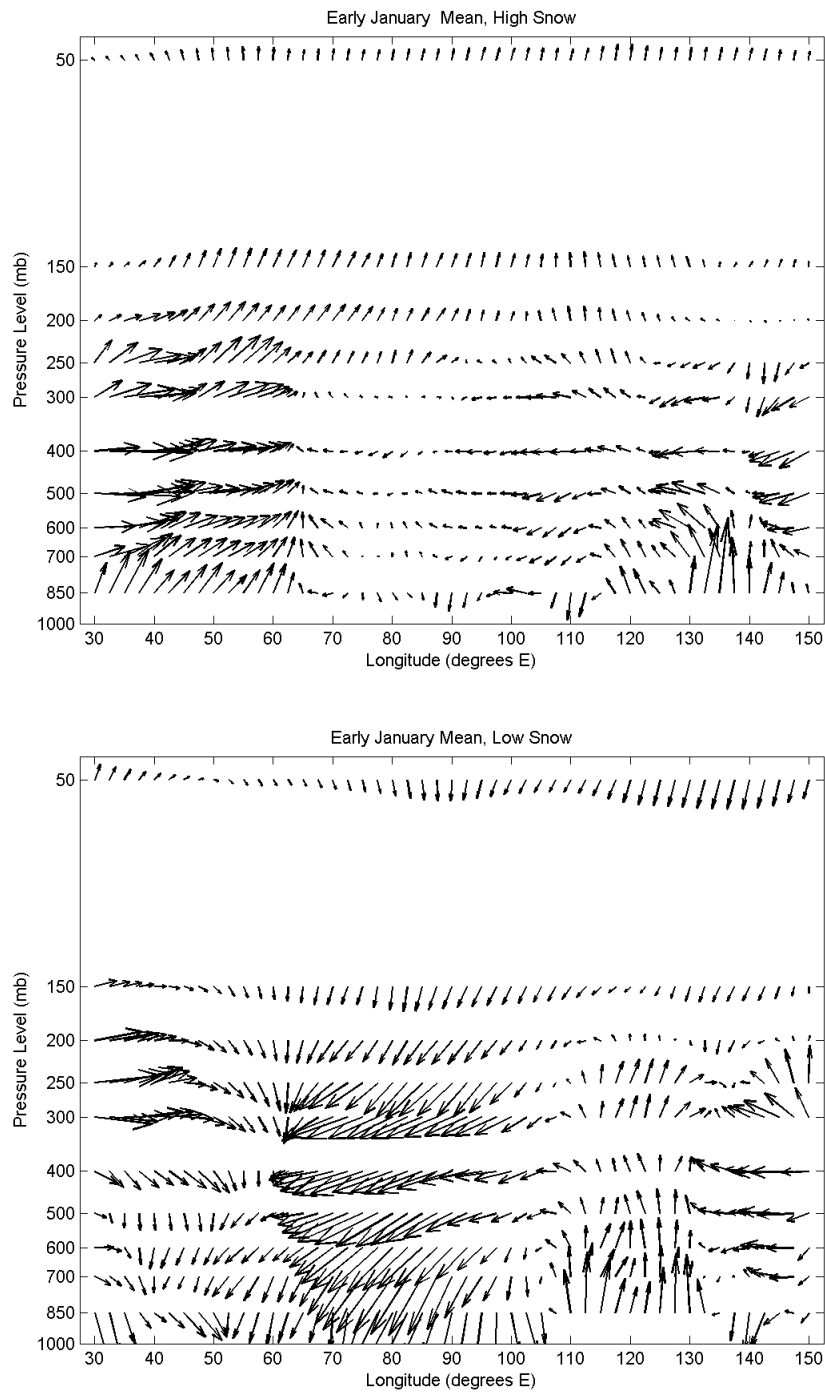 Early January  Mean, High Snow
50
150
200
250
300
400
500
600
700
850
1000
Pressure Level (mb)
30 40 50 60 70 80 90 100 110 120 130 140 150
Longitude (degrees E)
Early January Mean, Low Snow
50
150
200
250
300
400
500
600
700
850
1000
Pressure Level (mb)
30 40 50 60 70 80 90 100 110 120 130 140 150
Longitude (degrees E)